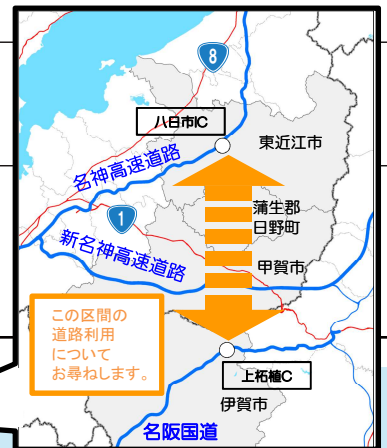 8
八日市IC
東近江市
名神高速道路
1
蒲生郡
日野町
新名神高速道路
甲賀市
この区間の
道路利用
について
お尋ねします。
上柘植C
伊賀市
名阪国道